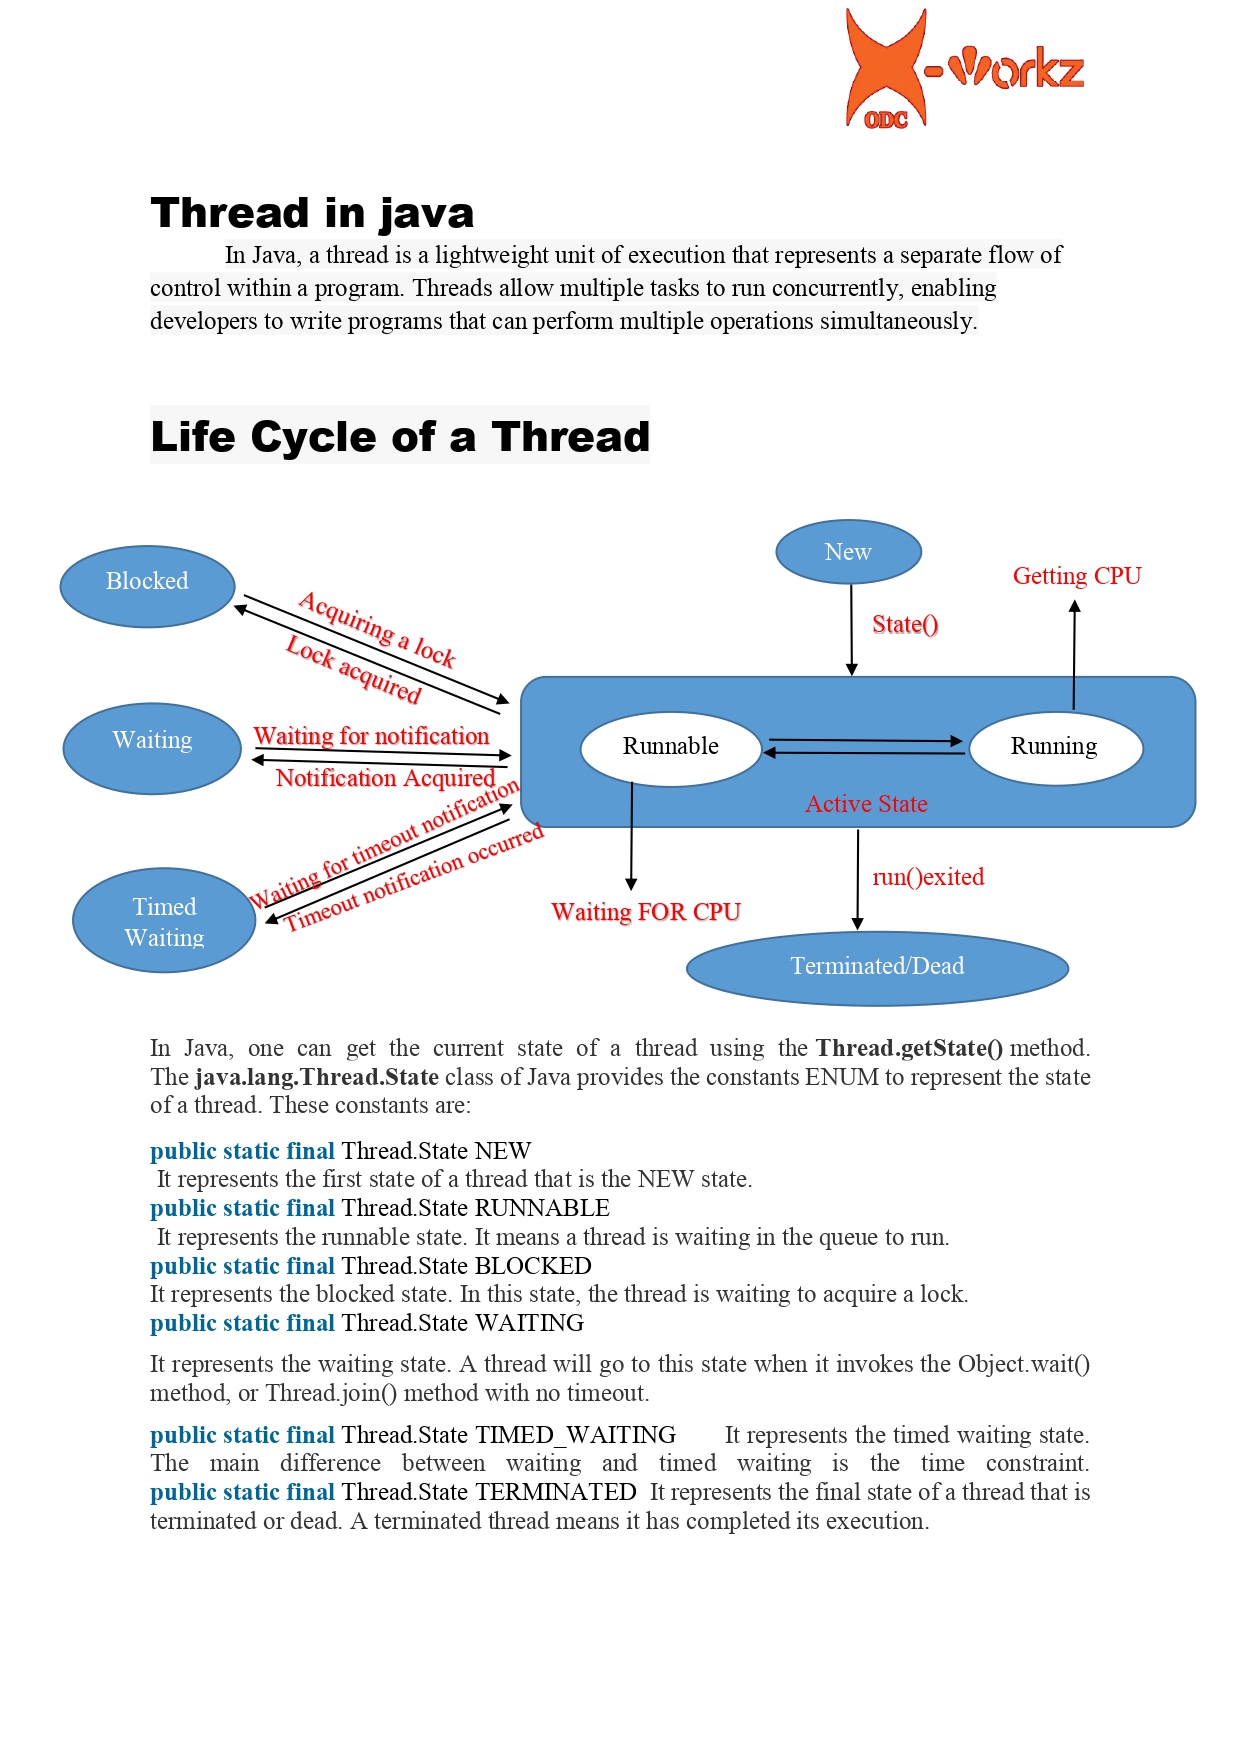 X-workz
ODC
Thread in java
In Java, a thread is a lightweight unit of execution that represents a separate flow of
control within a program. Threads allow multiple tasks to run concurrently, enabling
developers to write programs that can perform multiple operations simultaneously.
Life Cycle of a Thread
New
Blocked
Getting CPU
Acquiring a lock
State()
Lock acquired
Waiting
Waiting for notification
Runnable
Running
Notification Acquired
Active State
Waiting for timeout notification
Timeout notification occurred
run()exited
Timed
Waiting
Waiting FOR CPU
Terminated/Dead
In Java, one can get the current state of a thread using the Thread.getState() method.
The java.lang.Thread.State class of Java provides the constants ENUM to represent the state
of a thread. These constants are:
public static final Thread.State NEW
It represents the first state of a thread that is the NEW state.
public static final Thread.State RUNNABLE
It represents the runnable state. It means a thread is waiting in the queue to run.
public static final Thread.State BLOCKED
It represents the blocked state. In this state, the thread is waiting to acquire a lock.
public static final Thread.State WAITING
It represents the waiting state. A thread will go to this state when it invokes the Object.wait()
method, or Thread.join() method with no timeout.
public static final Thread.State TIMED_WAITING It represents the timed waiting state.
The main difference between waiting and timed waiting is the time constraint.
public static final Thread.State TERMINATED It represents the final state of a thread that is
terminated or dead. A terminated thread means it has completed its execution.